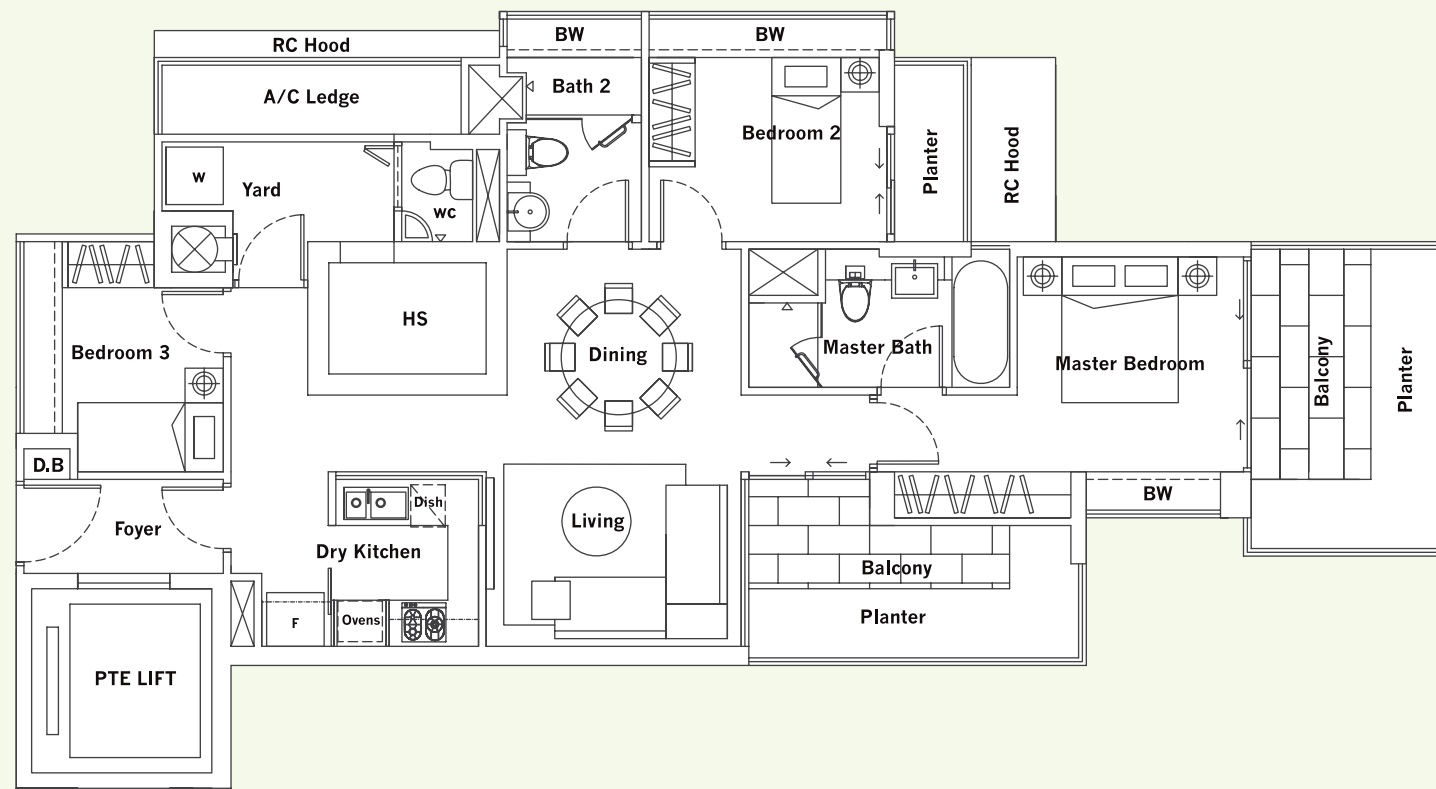 BW
BW
RC Hood
Bath 2
A/C Ledge
Bedroom 2
Planter
RC Hood
W
Yard
WC
HS
Bedroom 3
Dining
Master Bath
Master Bedroom
Balcony
Planter
D.B
Dish
BW
Foyer
Living
Dry Kitchen
Balcony
Planter
F
Ovens
PTE LIFT